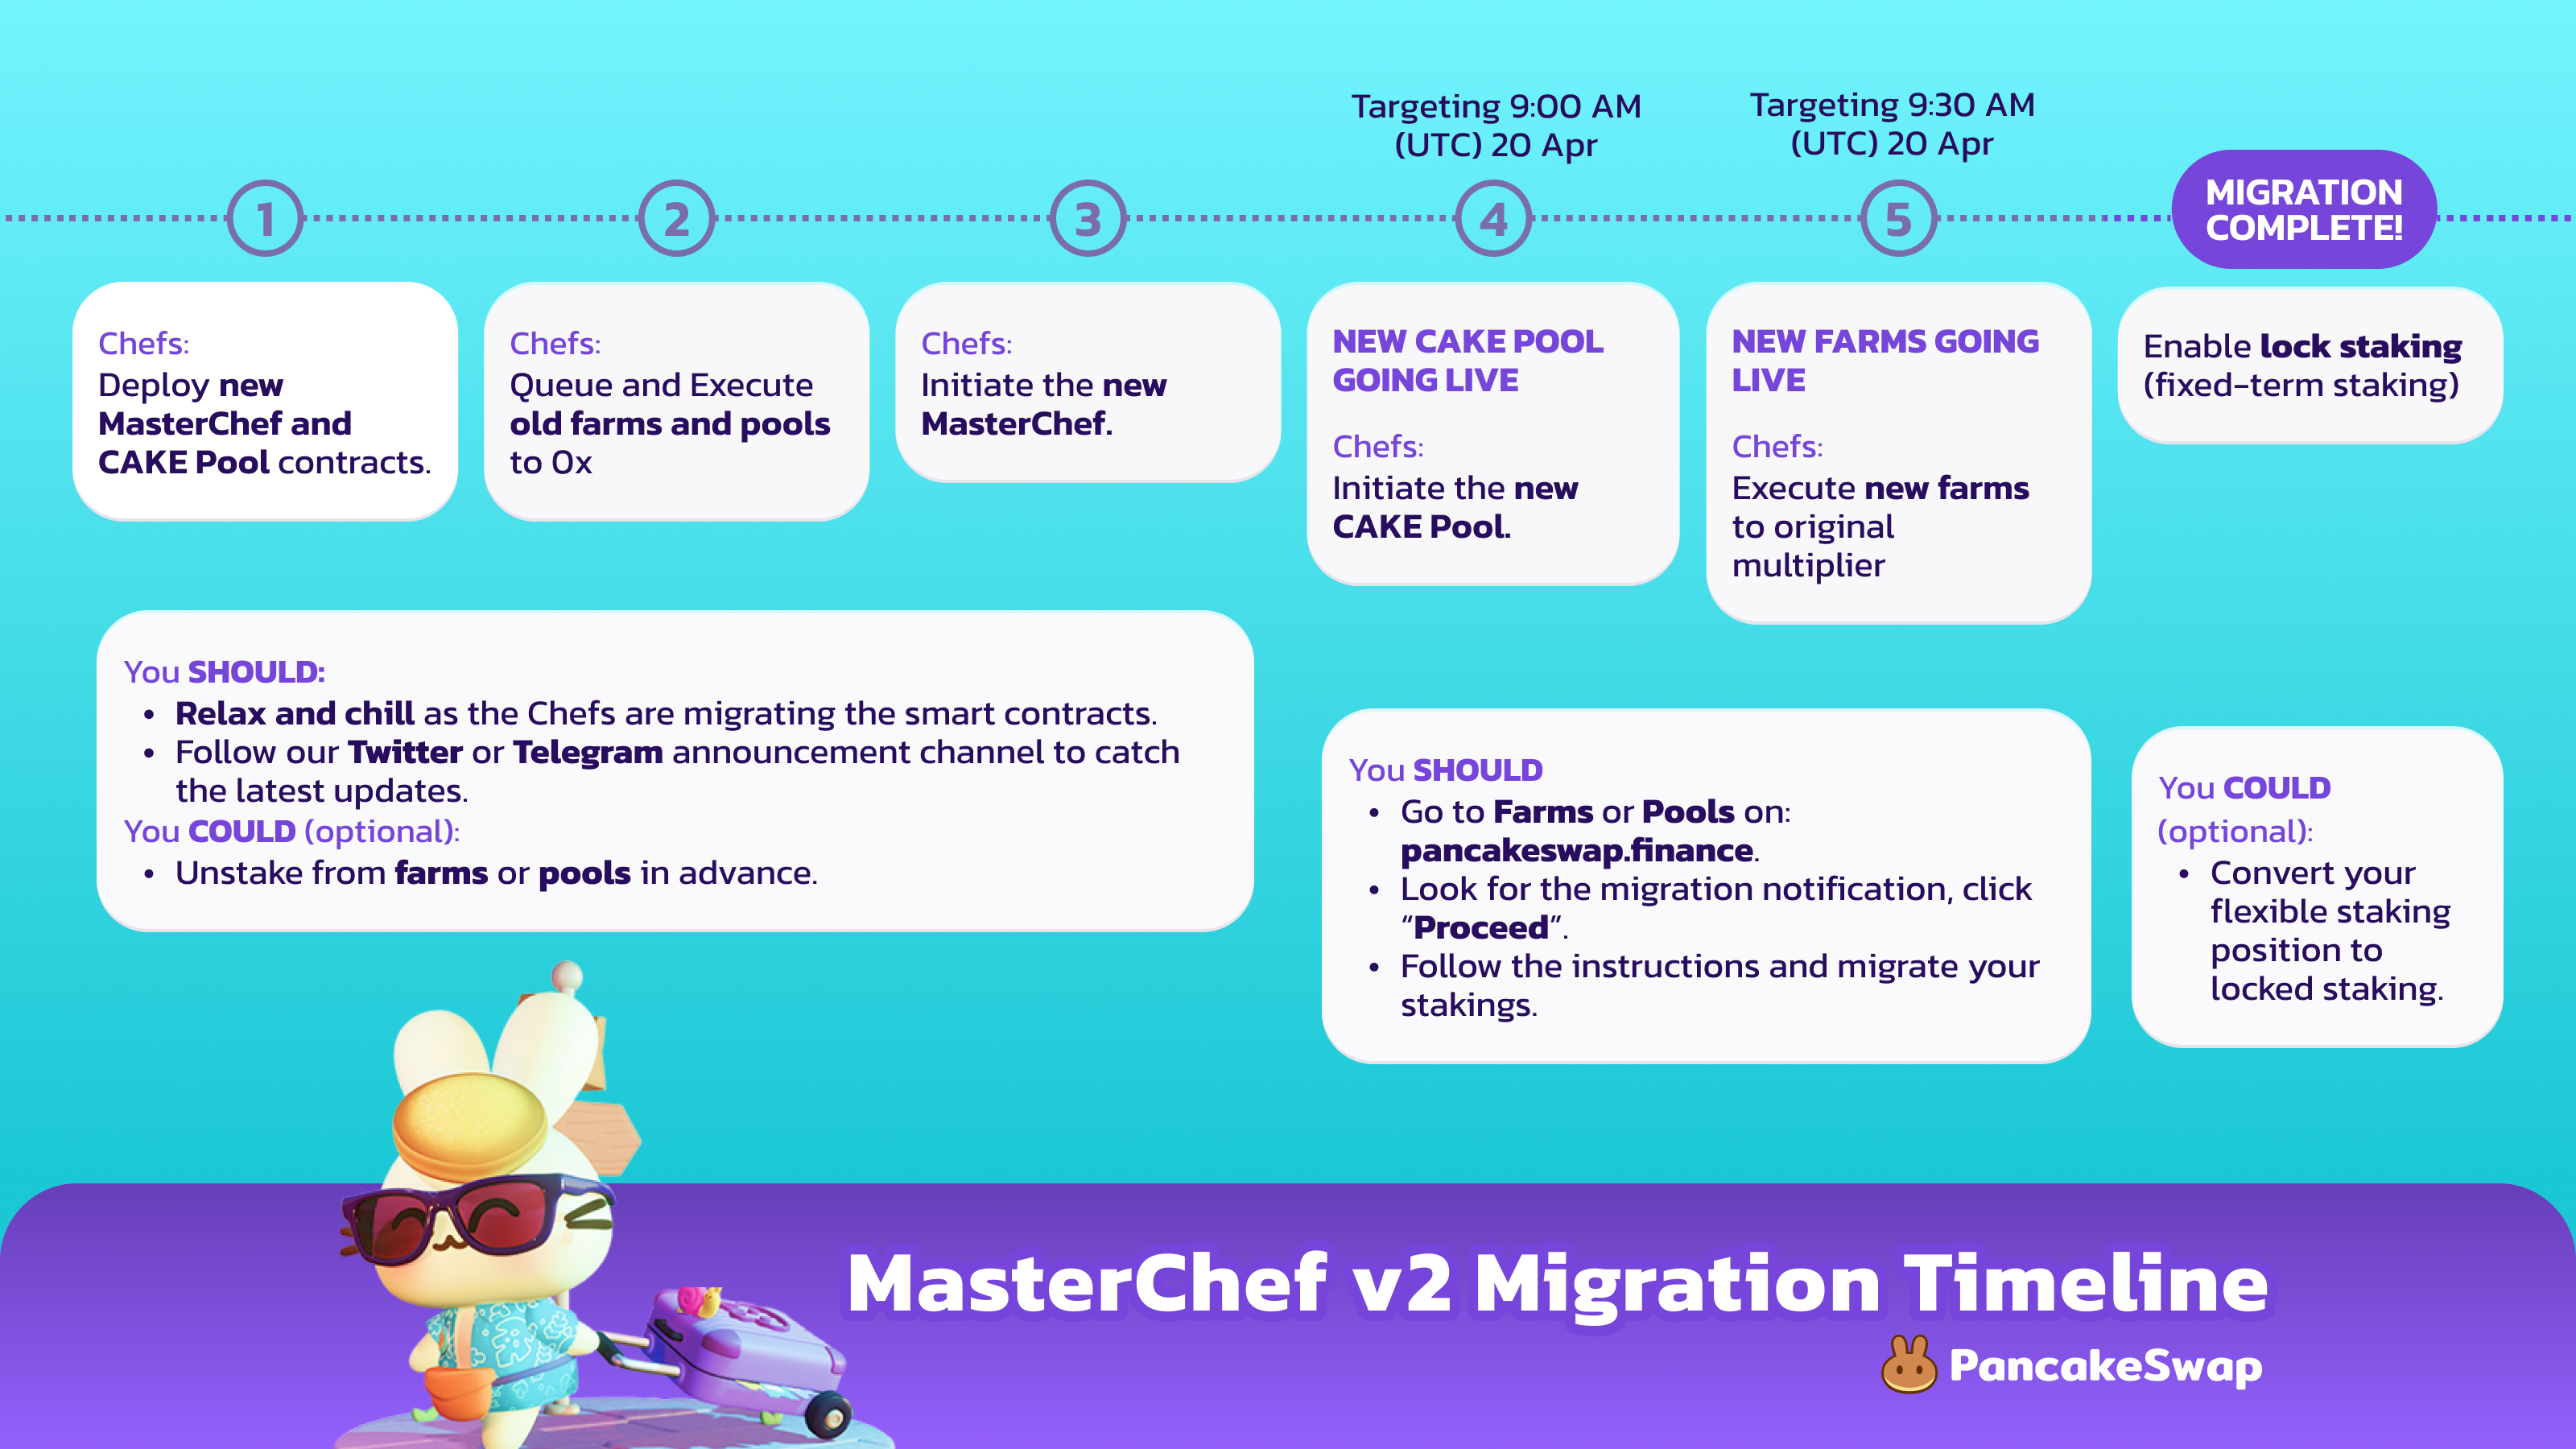 Targeting 9:00 AM
(UTC) 20 Apr
Targeting 9:30 AM
(UTC) 20 Apr
1
2
3
4
5
MIGRATION
COMPLETE!
Chefs:
Deploy new
MasterChef and
CAKE Pool contracts.
Chefs:
Queue and Execute
old farms and pools
to 0x
Chefs:
Initiate the new
MasterChef.
NEW CAKE POOL
GOING LIVE
Chefs:
Initiate the new
CAKE Pool.
NEW FARMS GOING
LIVE
Chefs:
Execute new farms
to original
multiplier
Enable lock staking
(fixed-term staking)
You SHOULD:
• Relax and chill as the Chefs are migrating the smart contracts.
• Follow our Twitter or Telegram announcement channel to catch
the latest updates.
You COULD (optional):
• Unstake from farms or pools in advance.
You SHOULD
• Go to Farms or Pools on:
pancakeswap.finance.
• Look for the migration notification, click
“Proceed”.
• Follow the instructions and migrate your
stakings.
You COULD
(optional):
• Convert your
flexible staking
position to
locked staking.
MasterChef v2 Migration Timeline
PancakeSwap